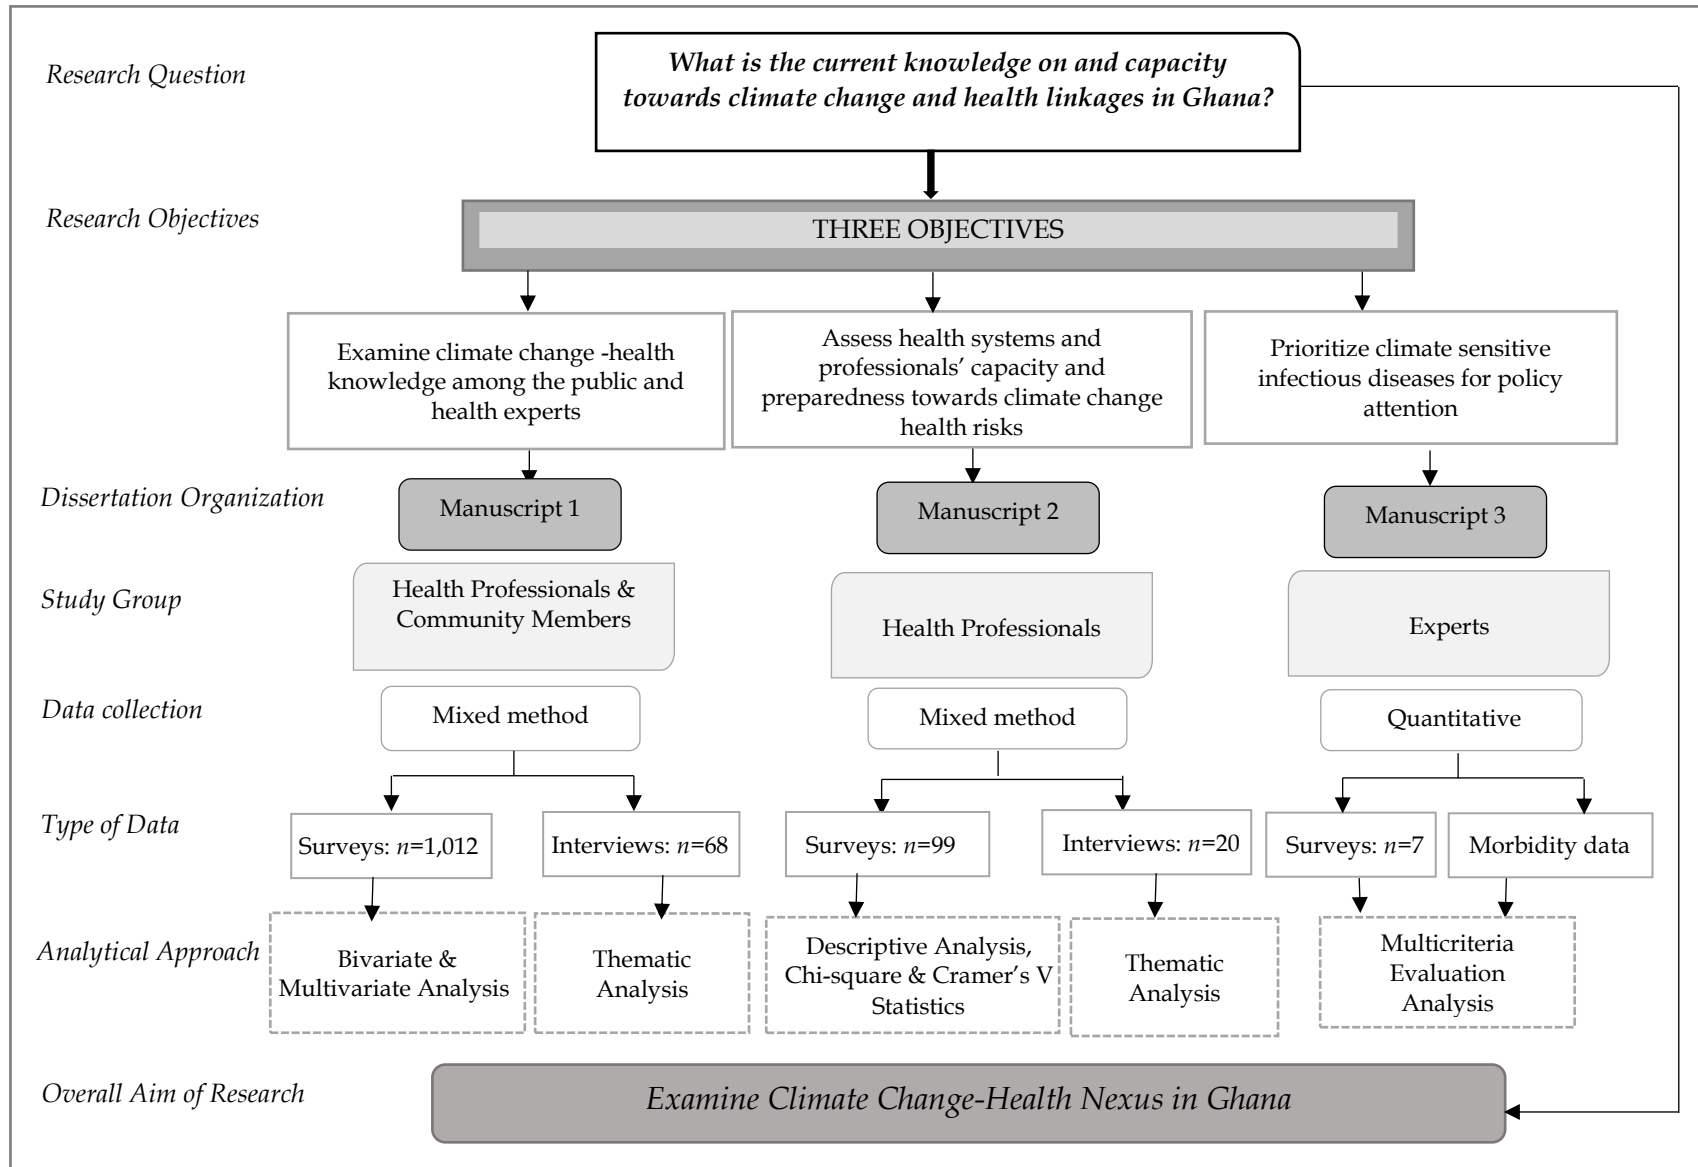 Research Question
What is the current knowledge on and capacity
towards climate change and health linkages in Ghana?
Research Objectives
THREE OBJECTIVES
Examine climate change -health
knowledge among the public and
health experts
Assess health systems and
professionals’ capacity and
preparedness towards climate change
health risks
Prioritize climate sensitive
infectious diseases for policy
attention
Dissertation Organization
Manuscript 1
Manuscript 2
Manuscript 3
Study Group
Health Professionals &
Community Members
Health Professionals
Experts
Data collection
Mixed method
Mixed method
Quantitative
Type of Data
Surveys: n=1,012
Interviews: n=68
Surveys: n=99
Interviews: n=20
Surveys: n=7
Morbidity data
Analytical Approach
Bivariate &
Multivariate Analysis
Thematic
Analysis
Descriptive Analysis,
Chi-square & Cramer’s V
Statistics
Thematic
Analysis
Multicriteria
Evaluation
Analysis
Overall Aim of Research
Examine Climate Change-Health Nexus in Ghana